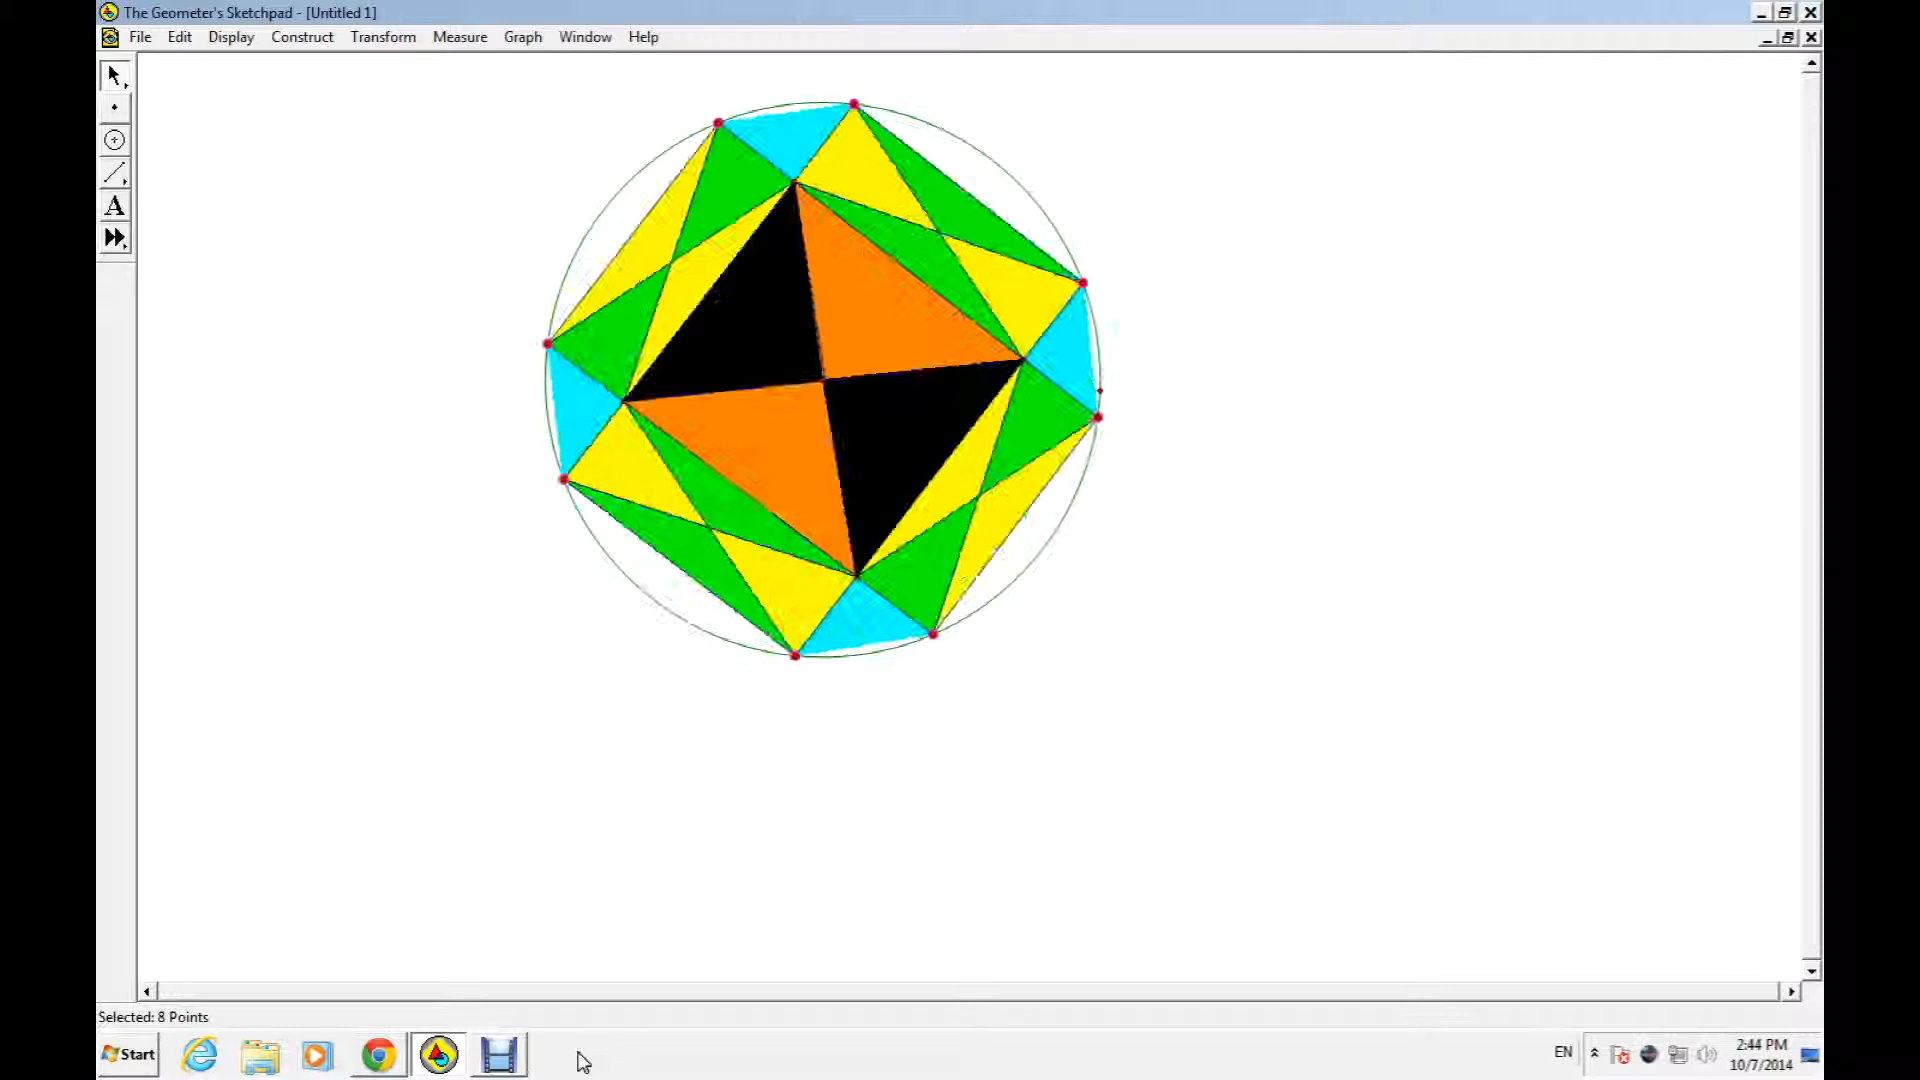 The Geometer's Sketchpad - [Untitled 1]
File Edit Display Construct Transform Measure Graph Window Help
A
Selected: 8 Points
Start
EN
2:44 PM
10/7/2014